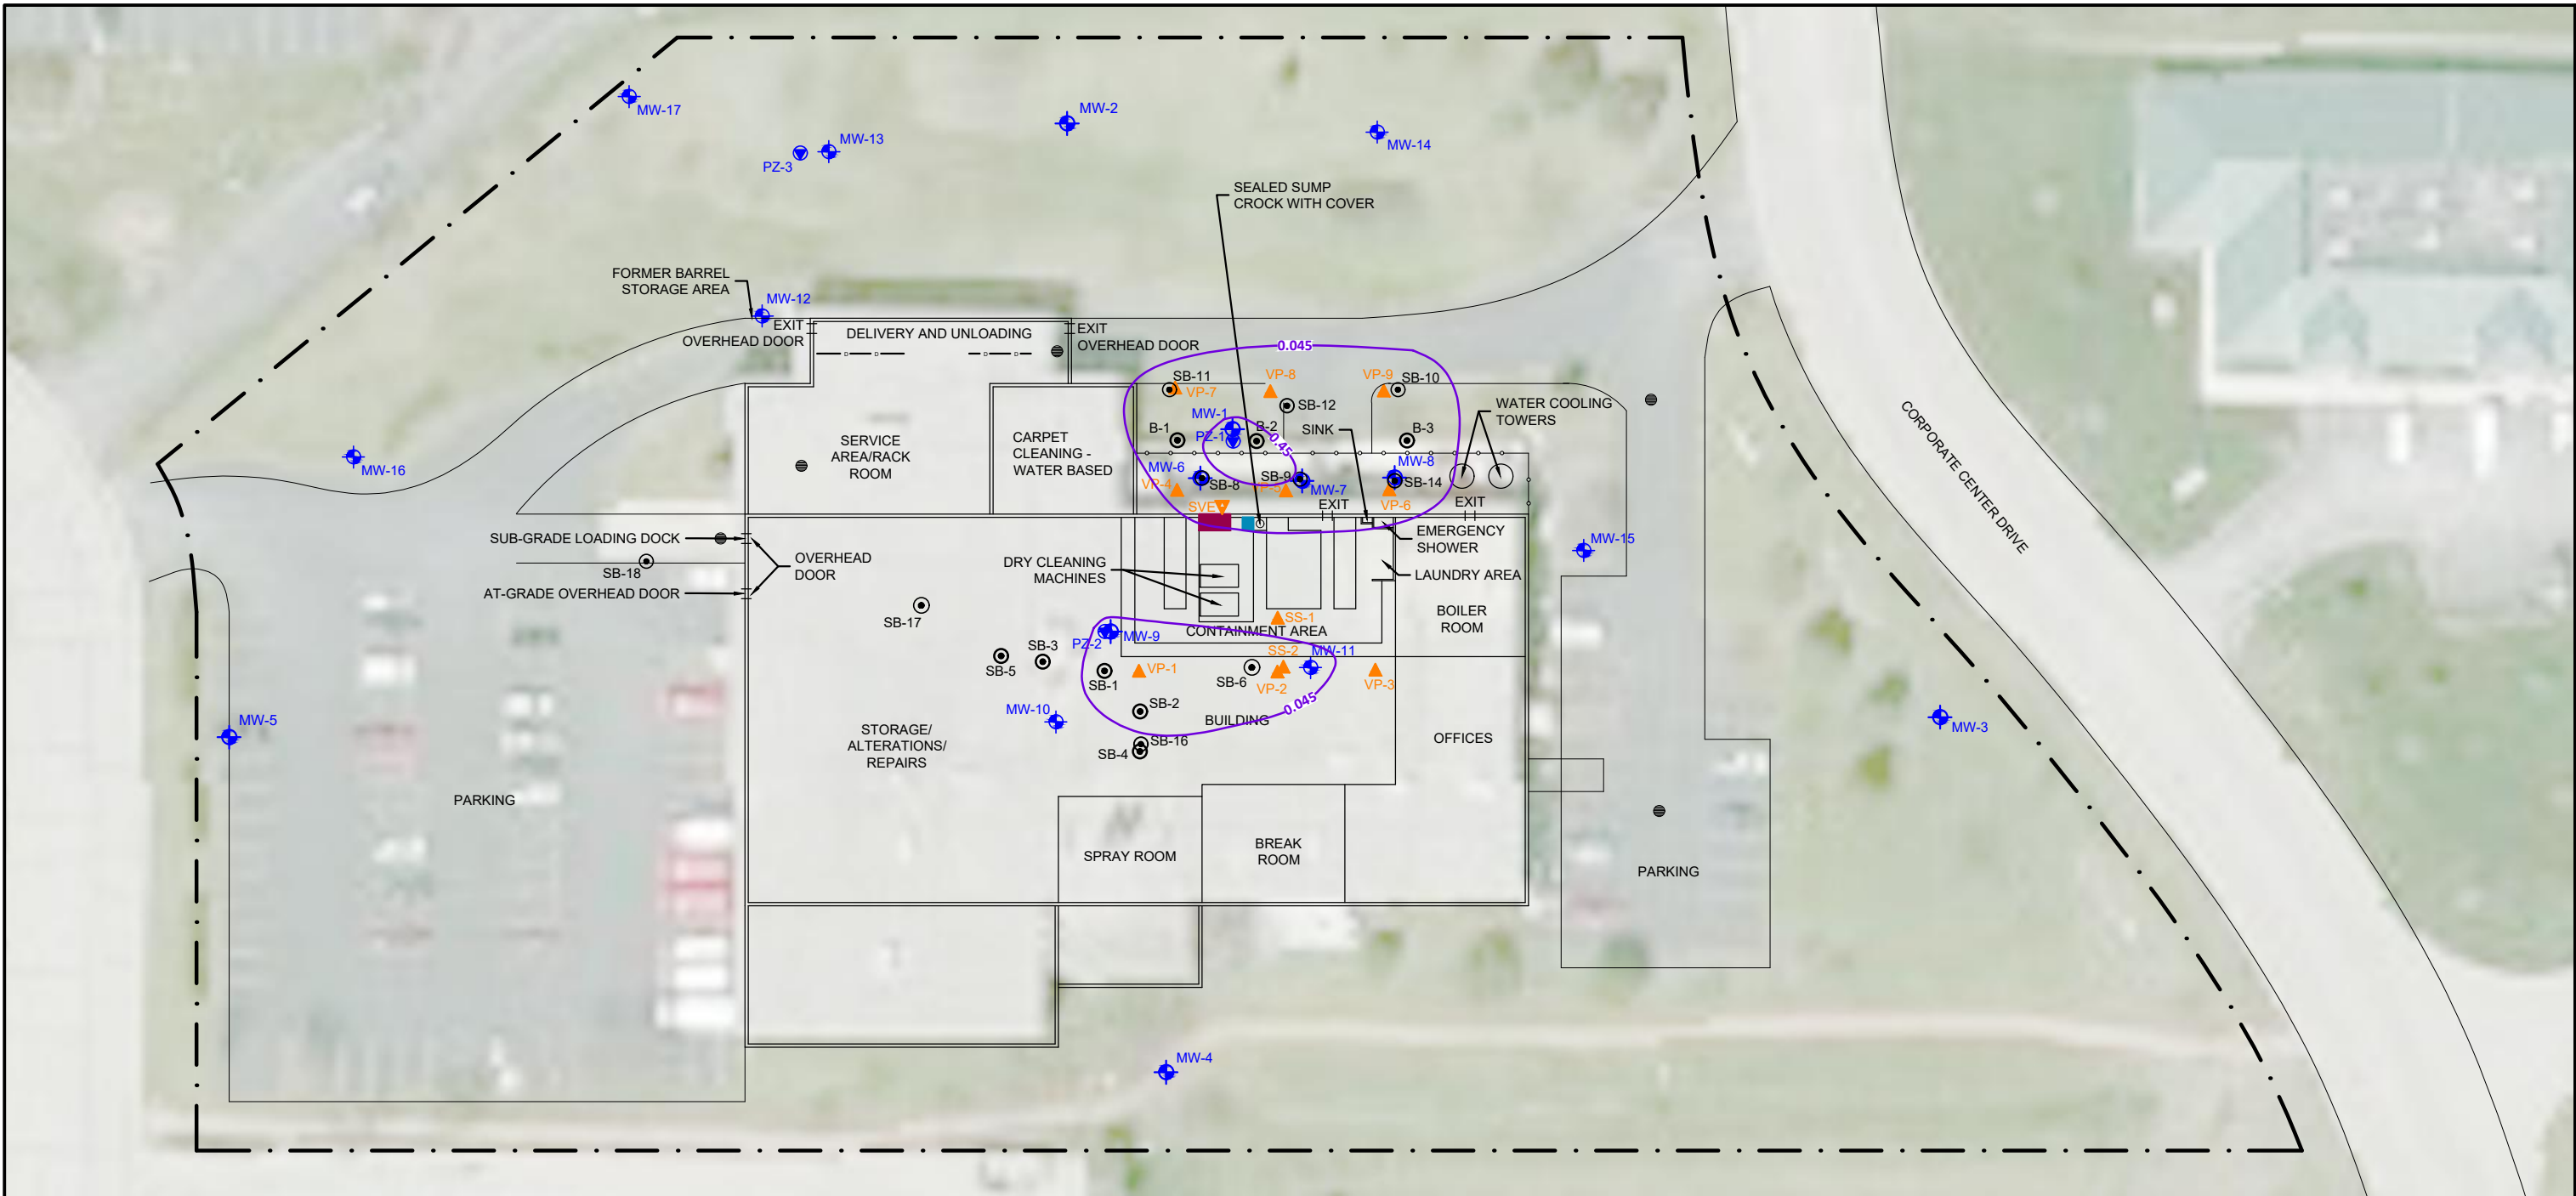 MW-17
MW-2
MW-13
MW-14
PZ-3
SEALED SUMP
CROCK WITH COVER
FORMER BARREL
STORAGE AREA
MW-12
EXIT
OVERHEAD DOOR
DELIVERY AND UNLOADING
EXIT
OVERHEAD DOOR
0.045
SB-11
VP-7
VP-8
VP-9
SB-10
SB-12
WATER COOLING
TOWERS
MW-1
B-1
PZ-1
B-2
0.45
SINK
B-3
SERVICE
AREA/RACK
ROOM
CARPET
CLEANING -
WATER BASED
MW-16
MW-6
SB-8
VP-4
SB-9
VP-5
MW-7
MW-8
SB-14
VP-6
SVE
EXIT
EXIT
CORPORATE CENTER DRIVE
SUB-GRADE LOADING DOCK
SB-18
OVERHEAD
DOOR
AT-GRADE OVERHEAD DOOR
DRY CLEANING
MACHINES
EMERGENCY
SHOWER
LAUNDRY AREA
MW-15
SB-17
SS-1
CONTAINMENT AREA
BOILER
ROOM
PZ-2
MW-9
SB-3
SB-5
SB-1
VP-1
SB-6
SS-2
VP-2
MW-11
VP-3
SB-2
0.045
MW-10
BUILDING
SB-16
SB-4
MW-5
STORAGE/
ALTERATIONS/
REPAIRS
OFFICES
MW-3
PARKING
SPRAY ROOM
BREAK
ROOM
PARKING
MW-4